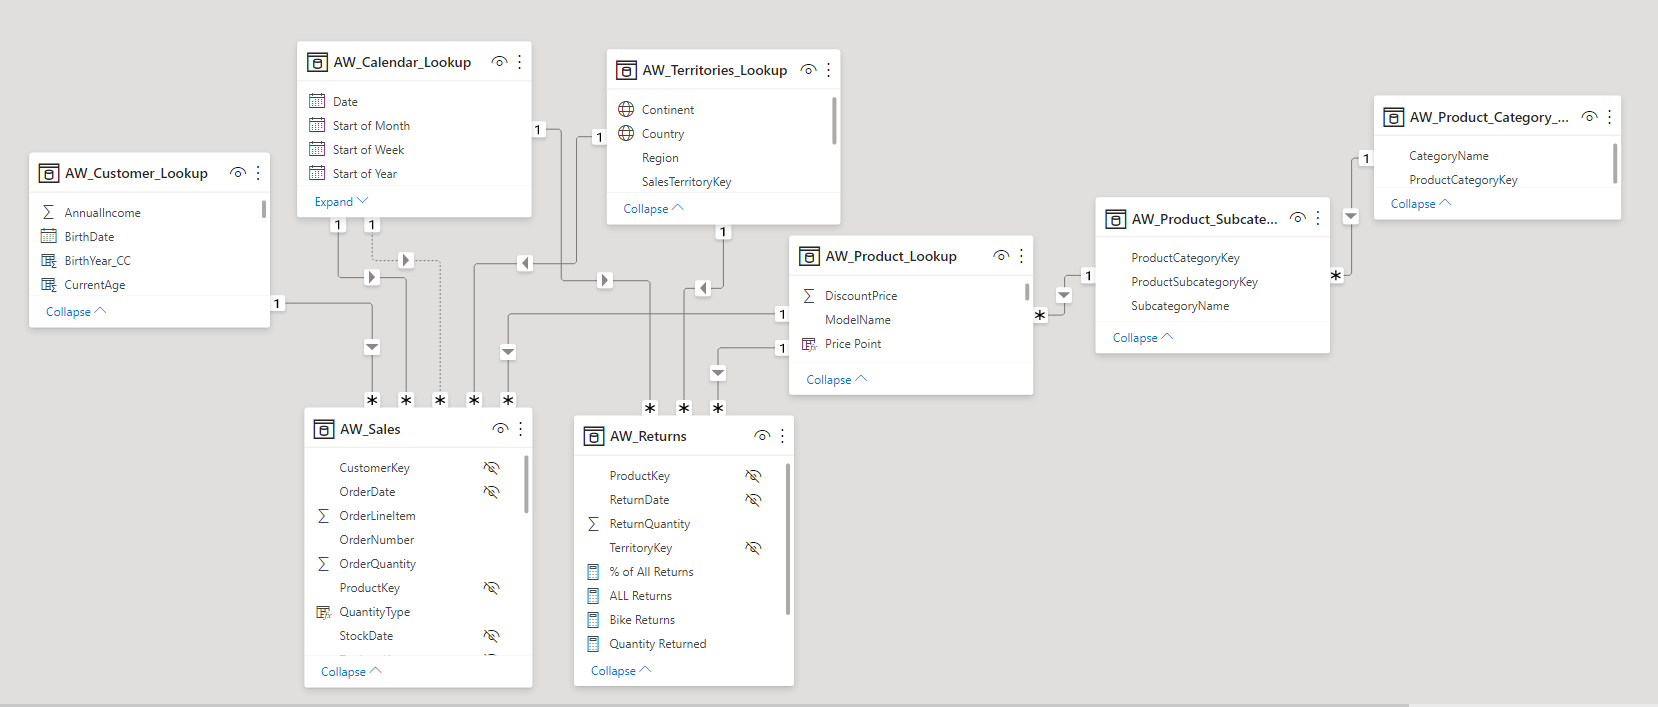 AW_Calendar_Lookup
Date
Start of Month
Start of Week
Start of Year
Expand
AW_Territories_Lookup
Continent
Country
Region
SalesTerritoryKey
Collapse
AW_Product_Category_...
CategoryName
ProductCategoryKey
Collapse
AW_Customer_Lookup
AnnualIncome
BirthDate
BirthYear_CC
CurrentAge
Collapse
AW_Product_Subcate...
ProductCategoryKey
ProductSubcategoryKey
SubcategoryName
Collapse
AW_Product_Lookup
DiscountPrice
ModelName
Price Point
Collapse
1
1
1
1
1
1
1
1
1
1
*
*
*
*
*
*
*
*
*
*
AW_Sales
CustomerKey
OrderDate
OrderLineItem
OrderNumber
OrderQuantity
ProductKey
QuantityType
StockDate
Collapse
AW_Returns
ProductKey
ReturnDate
ReturnQuantity
TerritoryKey
% of All Returns
ALL Returns
Bike Returns
Quantity Returned
Collapse